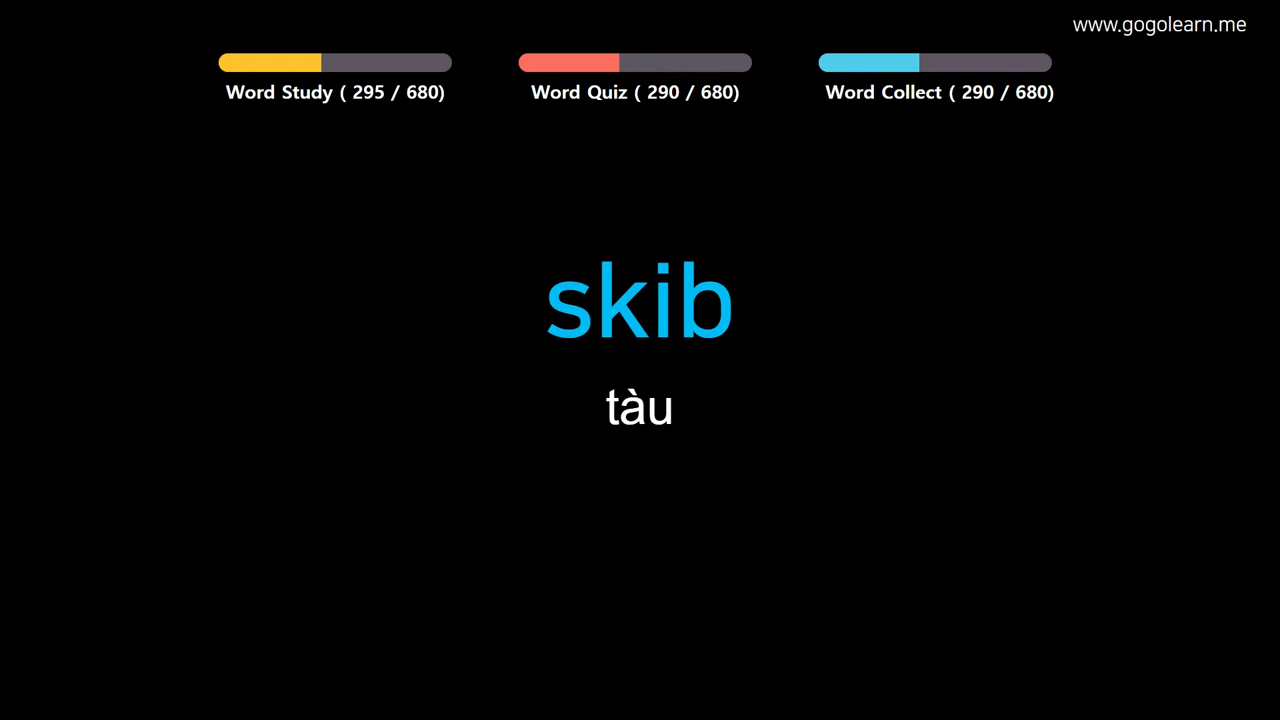 www.gogolearn.me
Word Study ( 295 / 680)
Word Quiz ( 290 / 680)
Word Collect ( 290 / 680)
skib
tàu